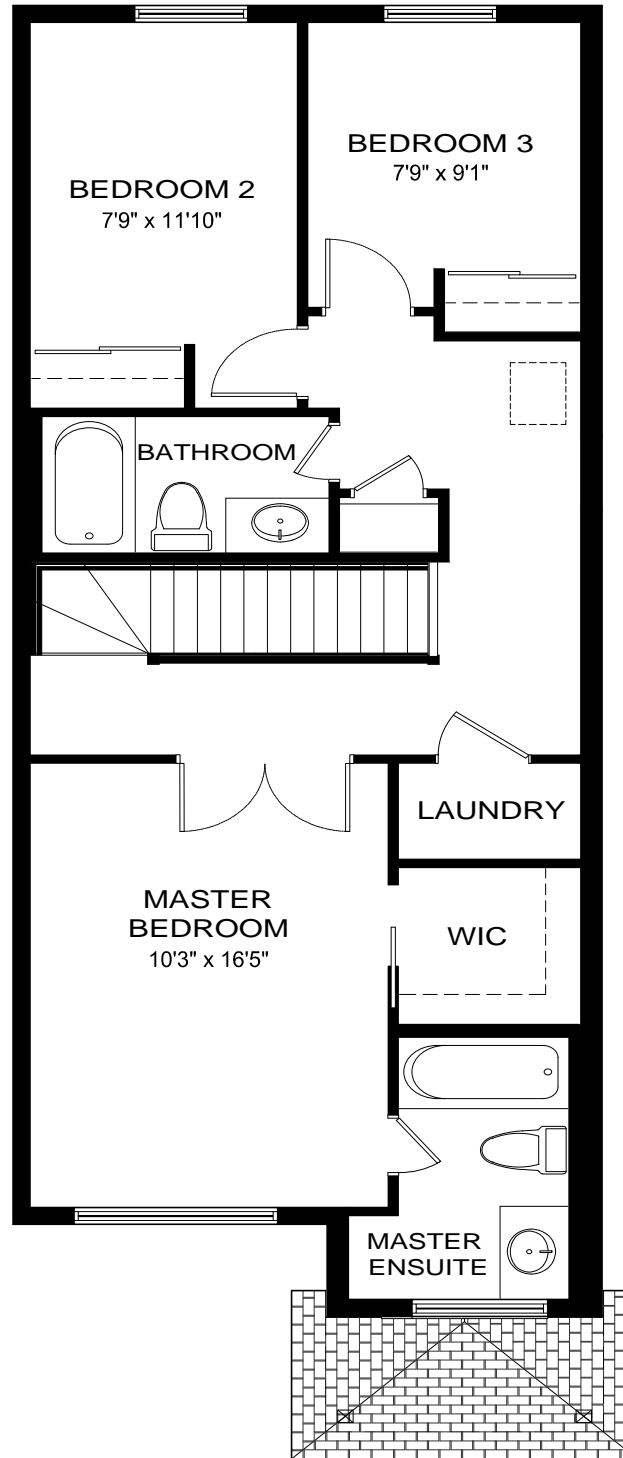 BEDROOM 3
7'9" x 9'1"
BEDROOM 2
7'9" x 11'10"
BATHROOM
LAUNDRY
MASTER
BEDROOM
10'3" x 16'5"
WIC
MASTER
ENSUITE